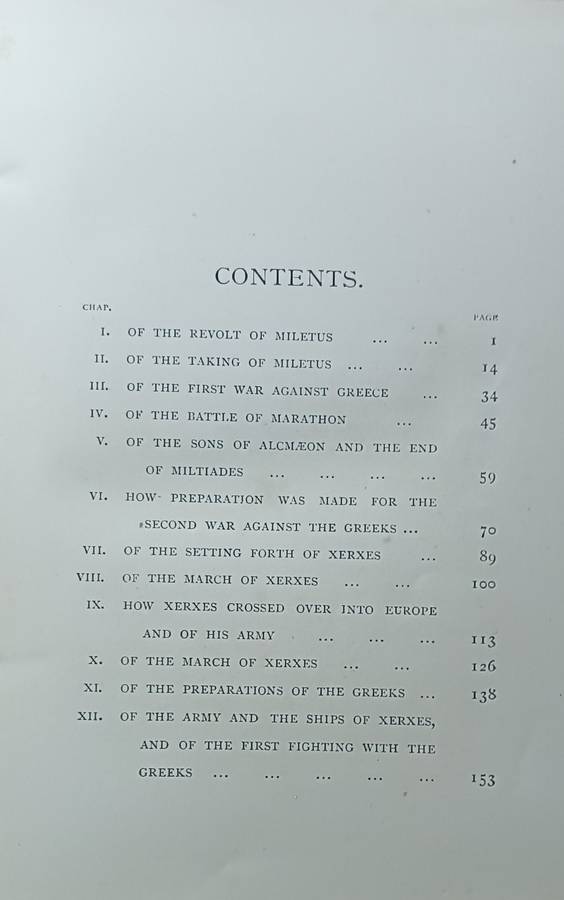 CONTENTS.
CHAP. PAGE
I. OF THE REVOLT OF MILETUS ... ... 1
II. OF THE TAKING OF MILETUS ... ... 14
III. OF THE FIRST WAR AGAINST GREECE ... 34
IV. OF THE BATTLE OF MARATHON ... 45
V. OF THE SONS OF ALCMÆON AND THE END
OF MILTIADES ... ... ... ... 59
VI. HOW PREPARATION WAS MADE FOR THE
SECOND WAR AGAINST THE GREEKS ... 70
VII. OF THE SETTING FORTH OF XERXES ... 89
VIII. OF THE MARCH OF XERXES ... ... 100
IX. HOW XERXES CROSSED OVER INTO EUROPE
AND OF HIS ARMY ... ... ... 113
X. OF THE MARCH OF XERXES ... ... 126
XI. OF THE PREPARATIONS OF THE GREEKS ... 138
XII. OF THE ARMY AND THE SHIPS OF XERXES,
AND OF THE FIRST FIGHTING WITH THE
GREEKS ... ... ... ... ... 153